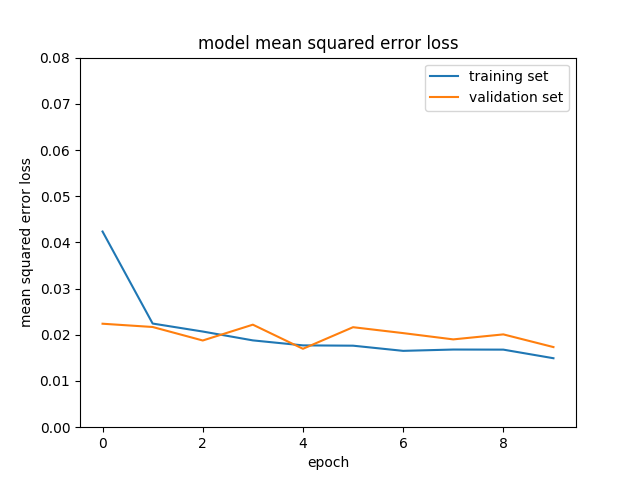 model mean squared error loss
training set
validation set
mean squared error loss
0.08
0.07
0.06
0.05
0.04
0.03
0.02
0.01
0.00
0 2 4 6 8
epoch